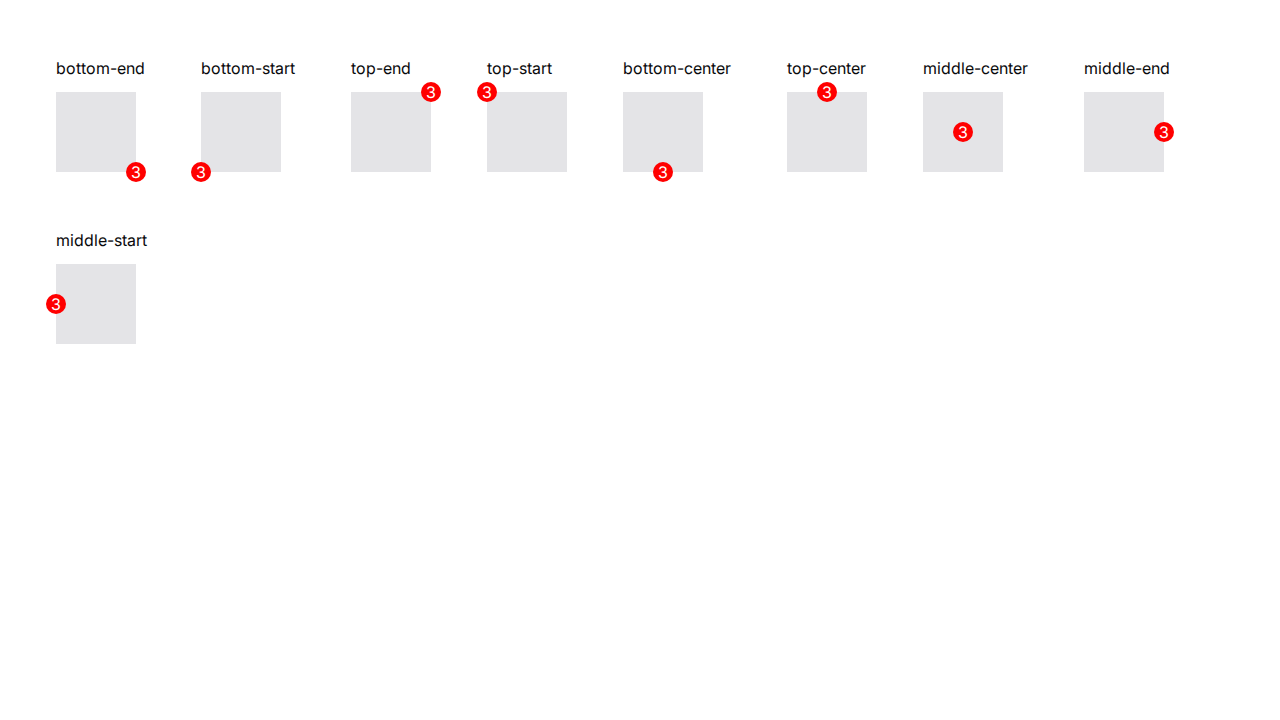 bottom-end bottom-start top-end top-start bottom-center top-center middle-center middle-end
3 3 3
3 3
3 3 3
middle-start
3